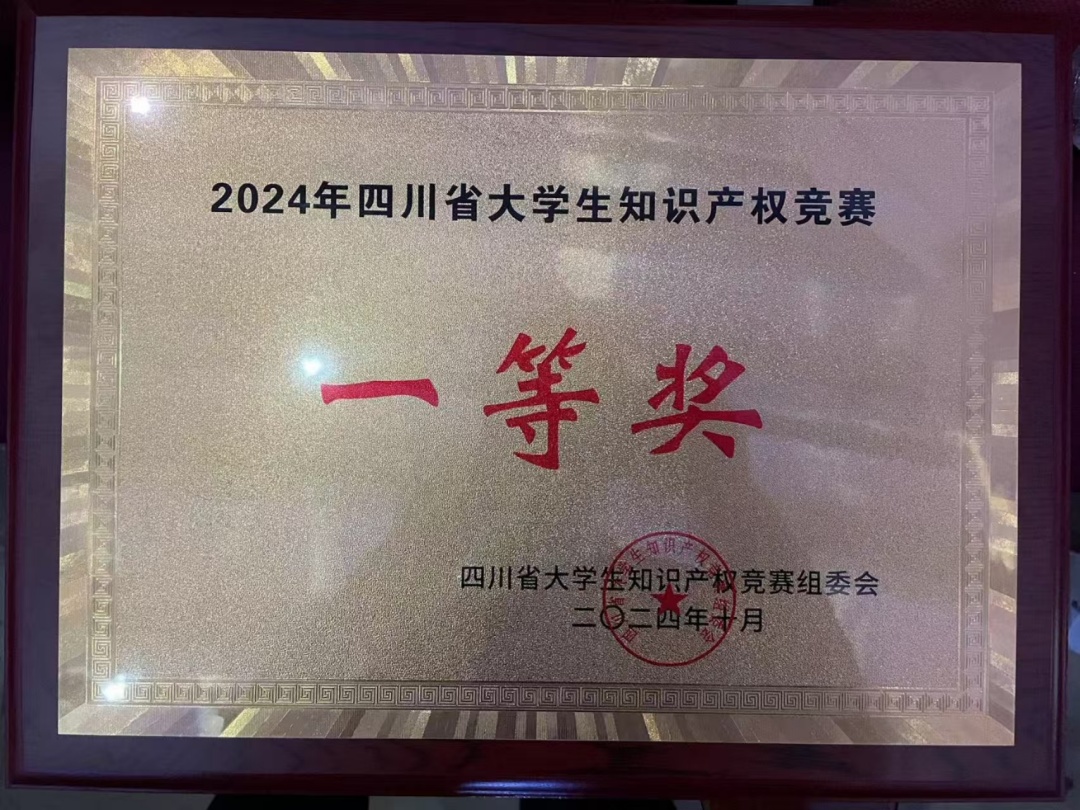 2024年四川省大学生知识产权竞赛
一等奖
四川省大学生知识产权竞赛组委会
二〇二四年十月